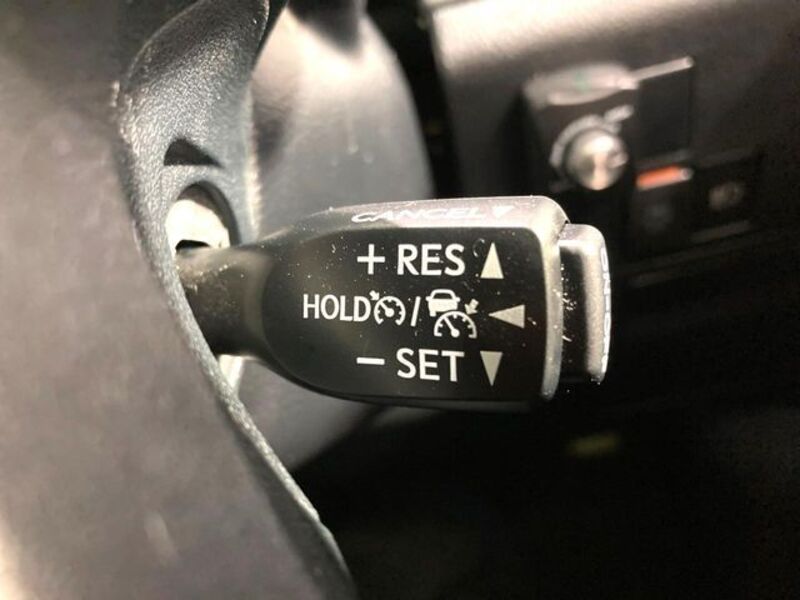 CANCEL
+ RES
HOLD /
− SET